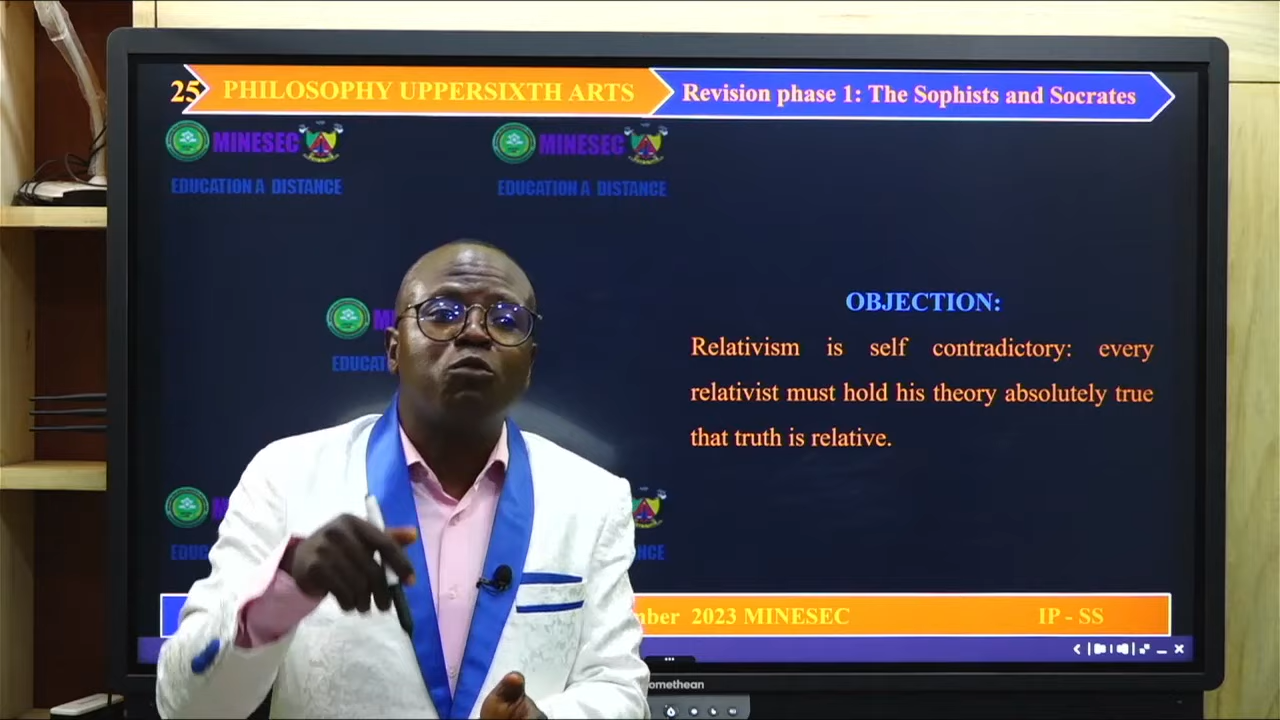 25 PHILOSOPHY UPPERSIXTH ARTS Revision phase 1: The Sophists and Socrates
MINESEC MINESEC
EDUCATION A DISTANCE EDUCATION A DISTANCE
OBJECTION:
Relativism is self contradictory: every
relativist must hold his theory absolutely true
that truth is relative.
2023 MINESEC IP - SS